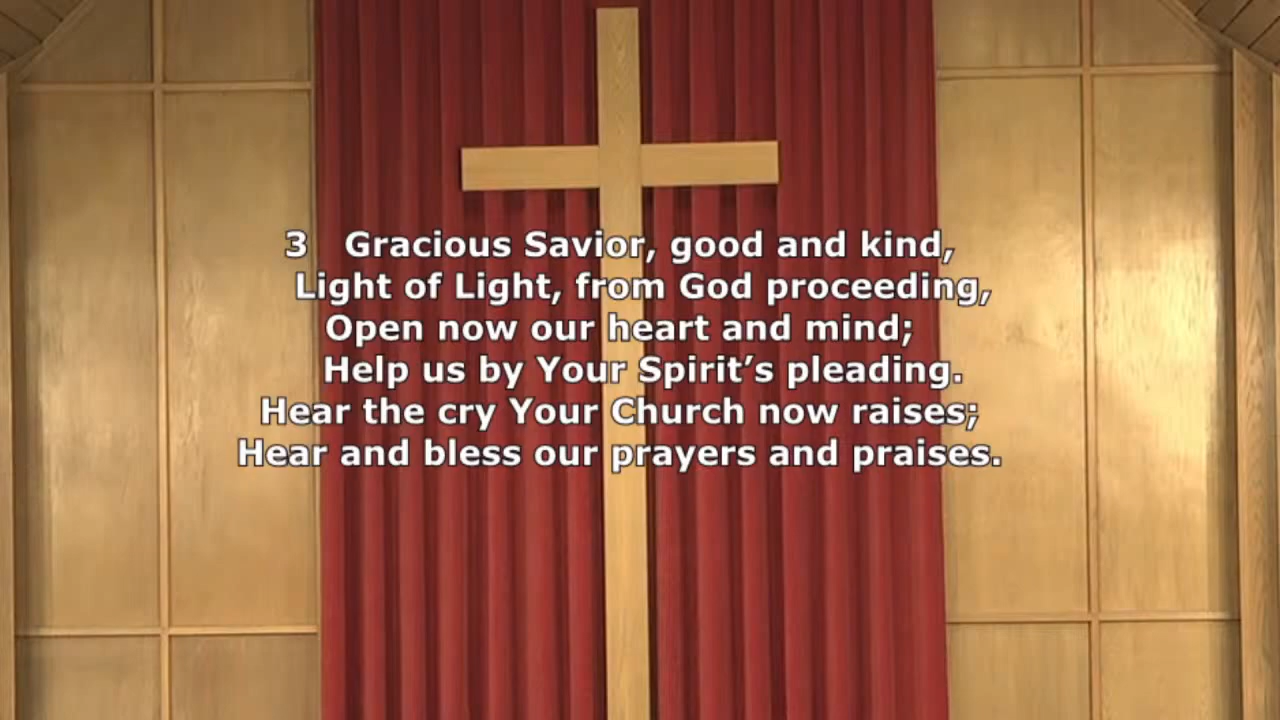 3 Gracious Savior, good and kind,
Light of Light, from God proceeding,
Open now our heart and mind;
Help us by Your Spirit’s pleading.
Hear the cry Your Church now raises;
Hear and bless our prayers and praises.